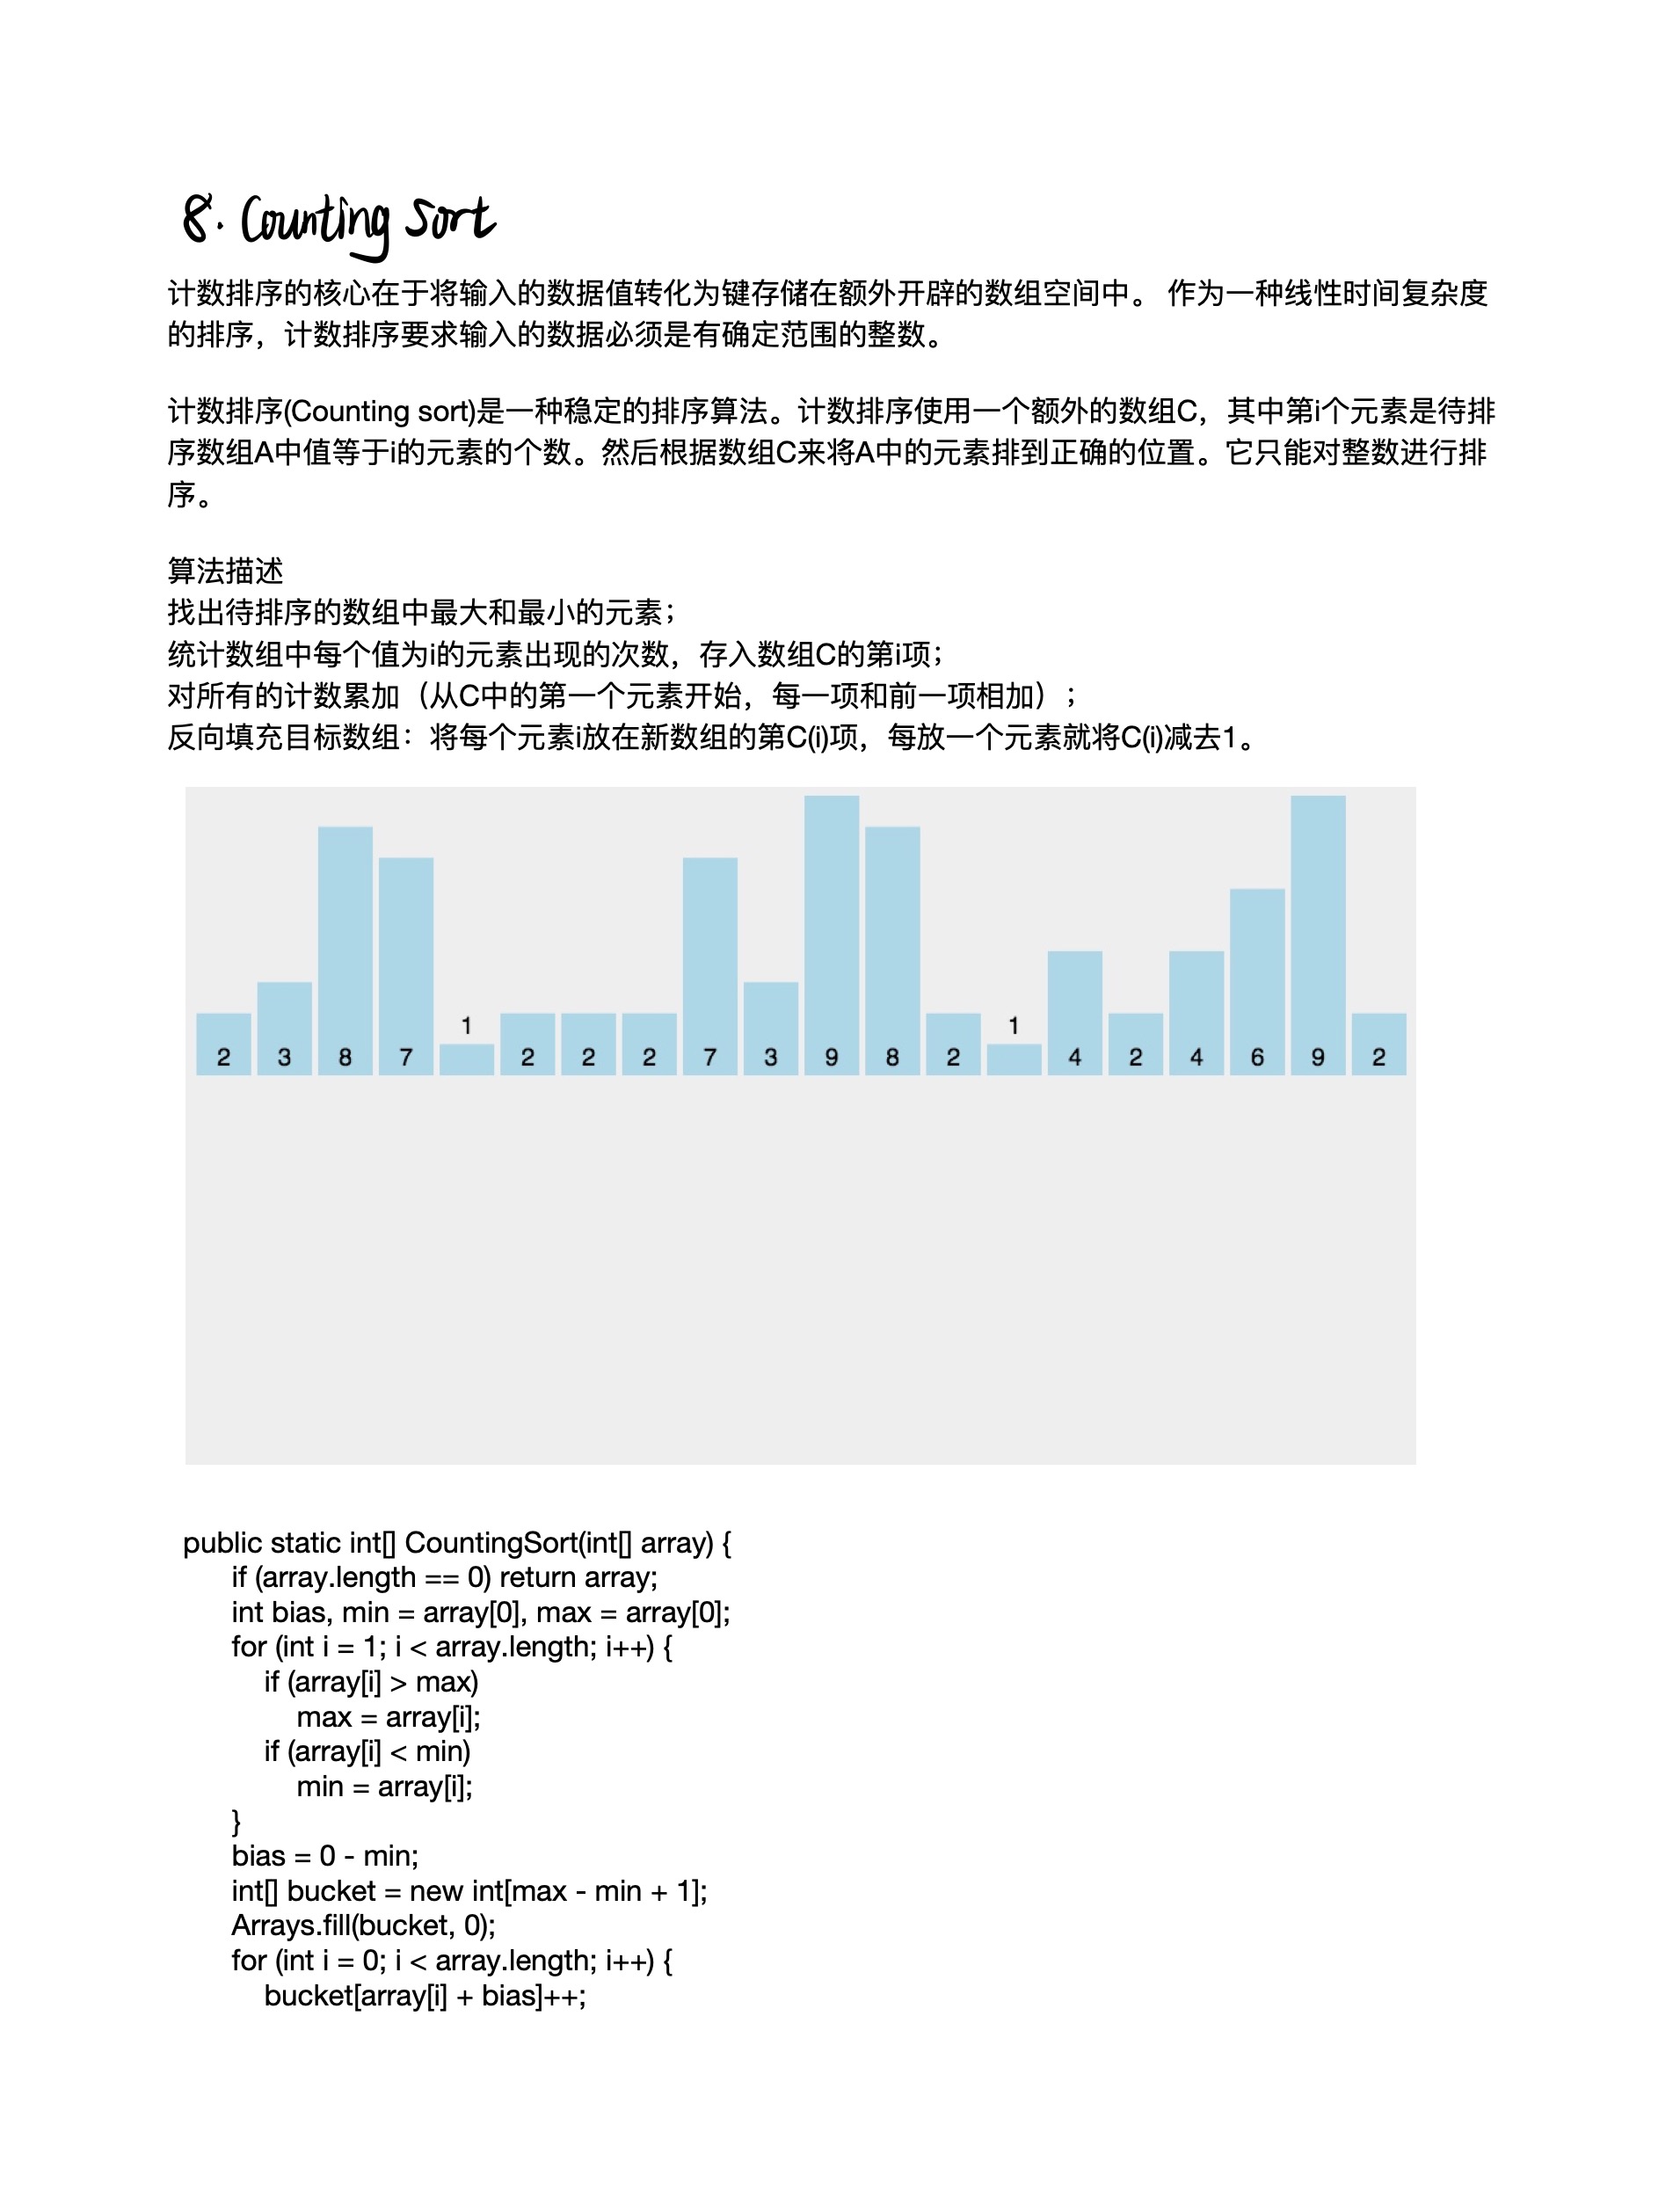 8. Counting Sort
计数排序的核心在于将输入的数据值转化为键存储在额外开辟的数组空间中。 作为一种线性时间复杂度
的排序，计数排序要求输入的数据必须是有确定范围的整数。
计数排序(Counting sort)是一种稳定的排序算法。计数排序使用一个额外的数组C，其中第i个元素是待排
序数组A中值等于i的元素的个数。然后根据数组C来将A中的元素排到正确的位置。它只能对整数进行排
序。
算法描述
找出待排序的数组中最大和最小的元素；
统计数组中每个值为i的元素出现的次数，存入数组C的第i项；
对所有的计数累加（从C中的第一个元素开始，每一项和前一项相加）；
反向填充目标数组：将每个元素i放在新数组的第C(i)项，每放一个元素就将C(i)减去1。
2 3 8 7 1 2 2 2 7 3 9 8 2 1 4 2 4 6 9 2
public static int[] CountingSort(int[] array) {
if (array.length == 0) return array;
int bias, min = array[0], max = array[0];
for (int i = 1; i < array.length; i++) {
if (array[i] > max)
max = array[i];
if (array[i] < min)
min = array[i];
}
bias = 0 - min;
int[] bucket = new int[max - min + 1];
Arrays.fill(bucket, 0);
for (int i = 0; i < array.length; i++) {
bucket[array[i] + bias]++;